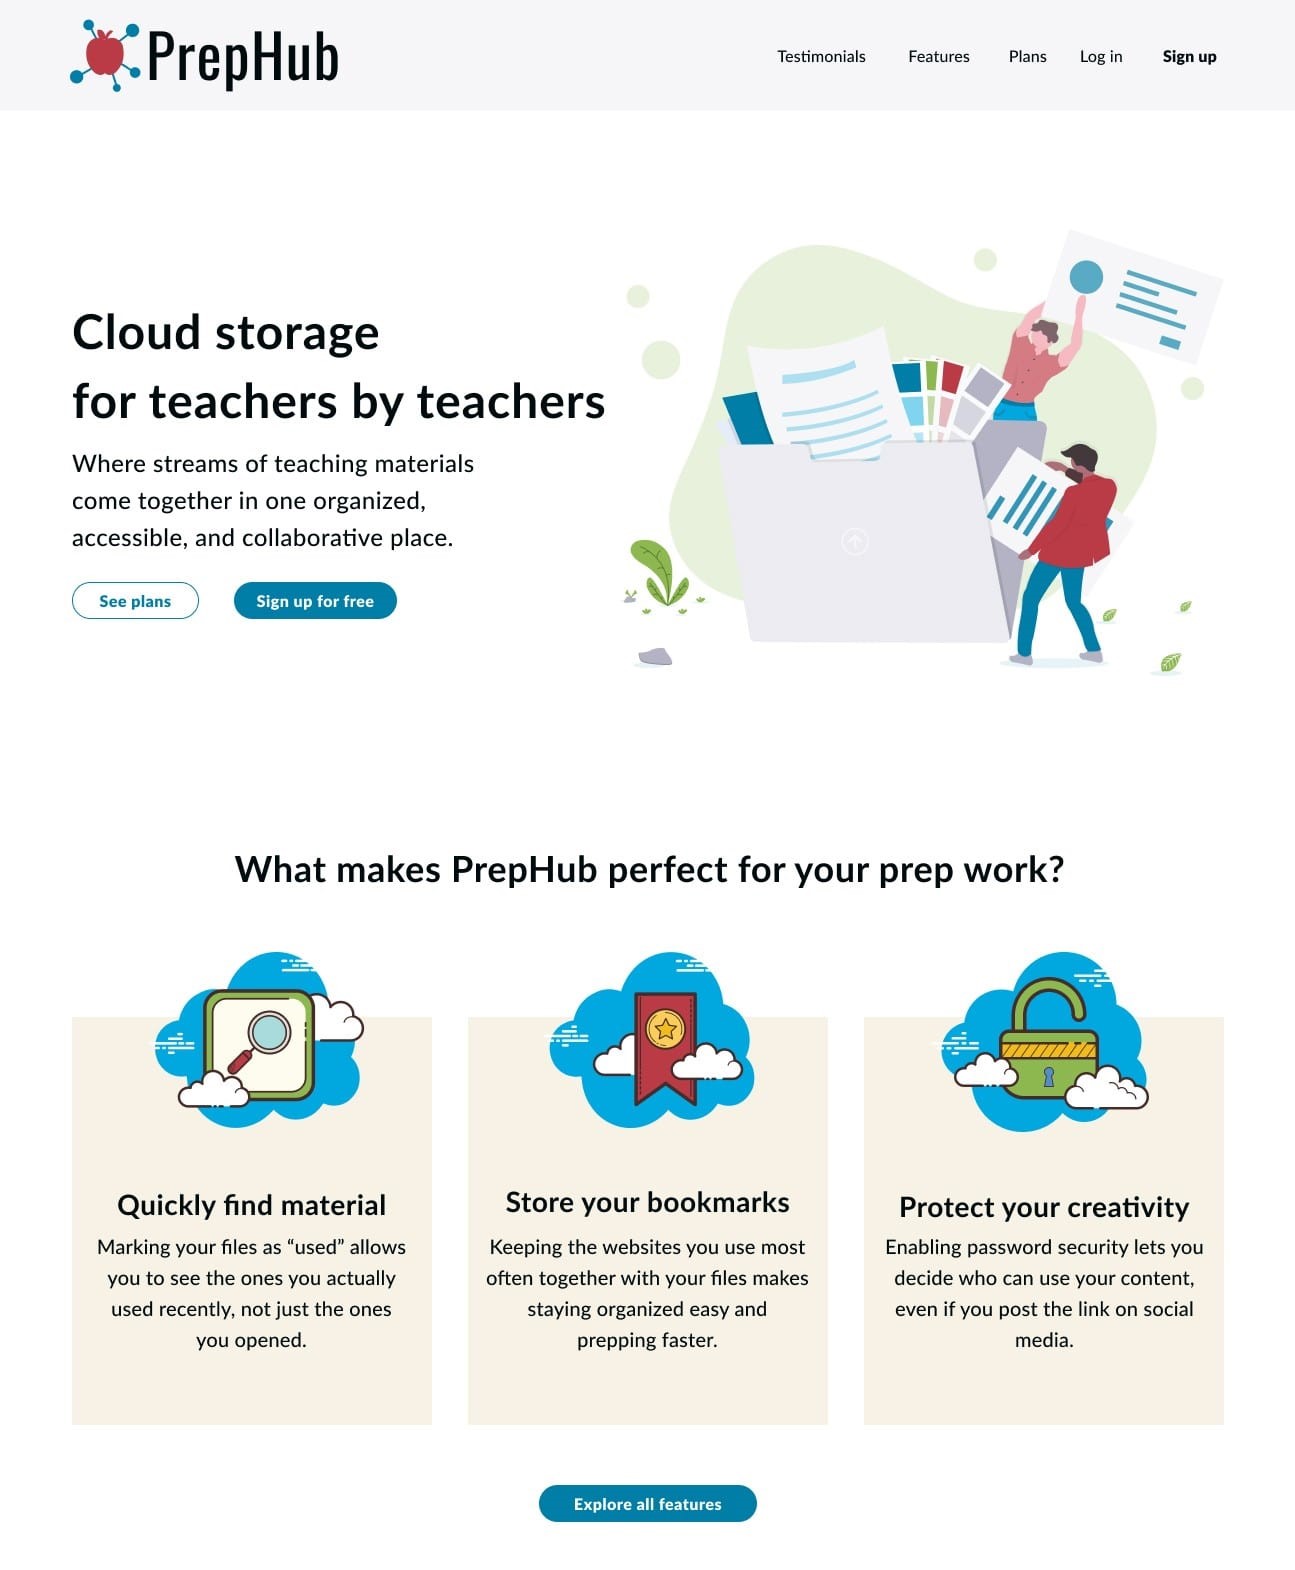 PrepHub
Testimonials Features Plans Log in Sign up
Cloud storage
for teachers by teachers
Where streams of teaching materials
come together in one organized,
accessible, and collaborative place.
See plans Sign up for free
What makes PrepHub perfect for your prep work?
Quickly find material
Marking your files as “used” allows
you to see the ones you actually
used recently, not just the ones
you opened.
Store your bookmarks
Keeping the websites you use most
often together with your files makes
staying organized easy and
prepping faster.
Protect your creativity
Enabling password security lets you
decide who can use your content,
even if you post the link on social
media.
Explore all features